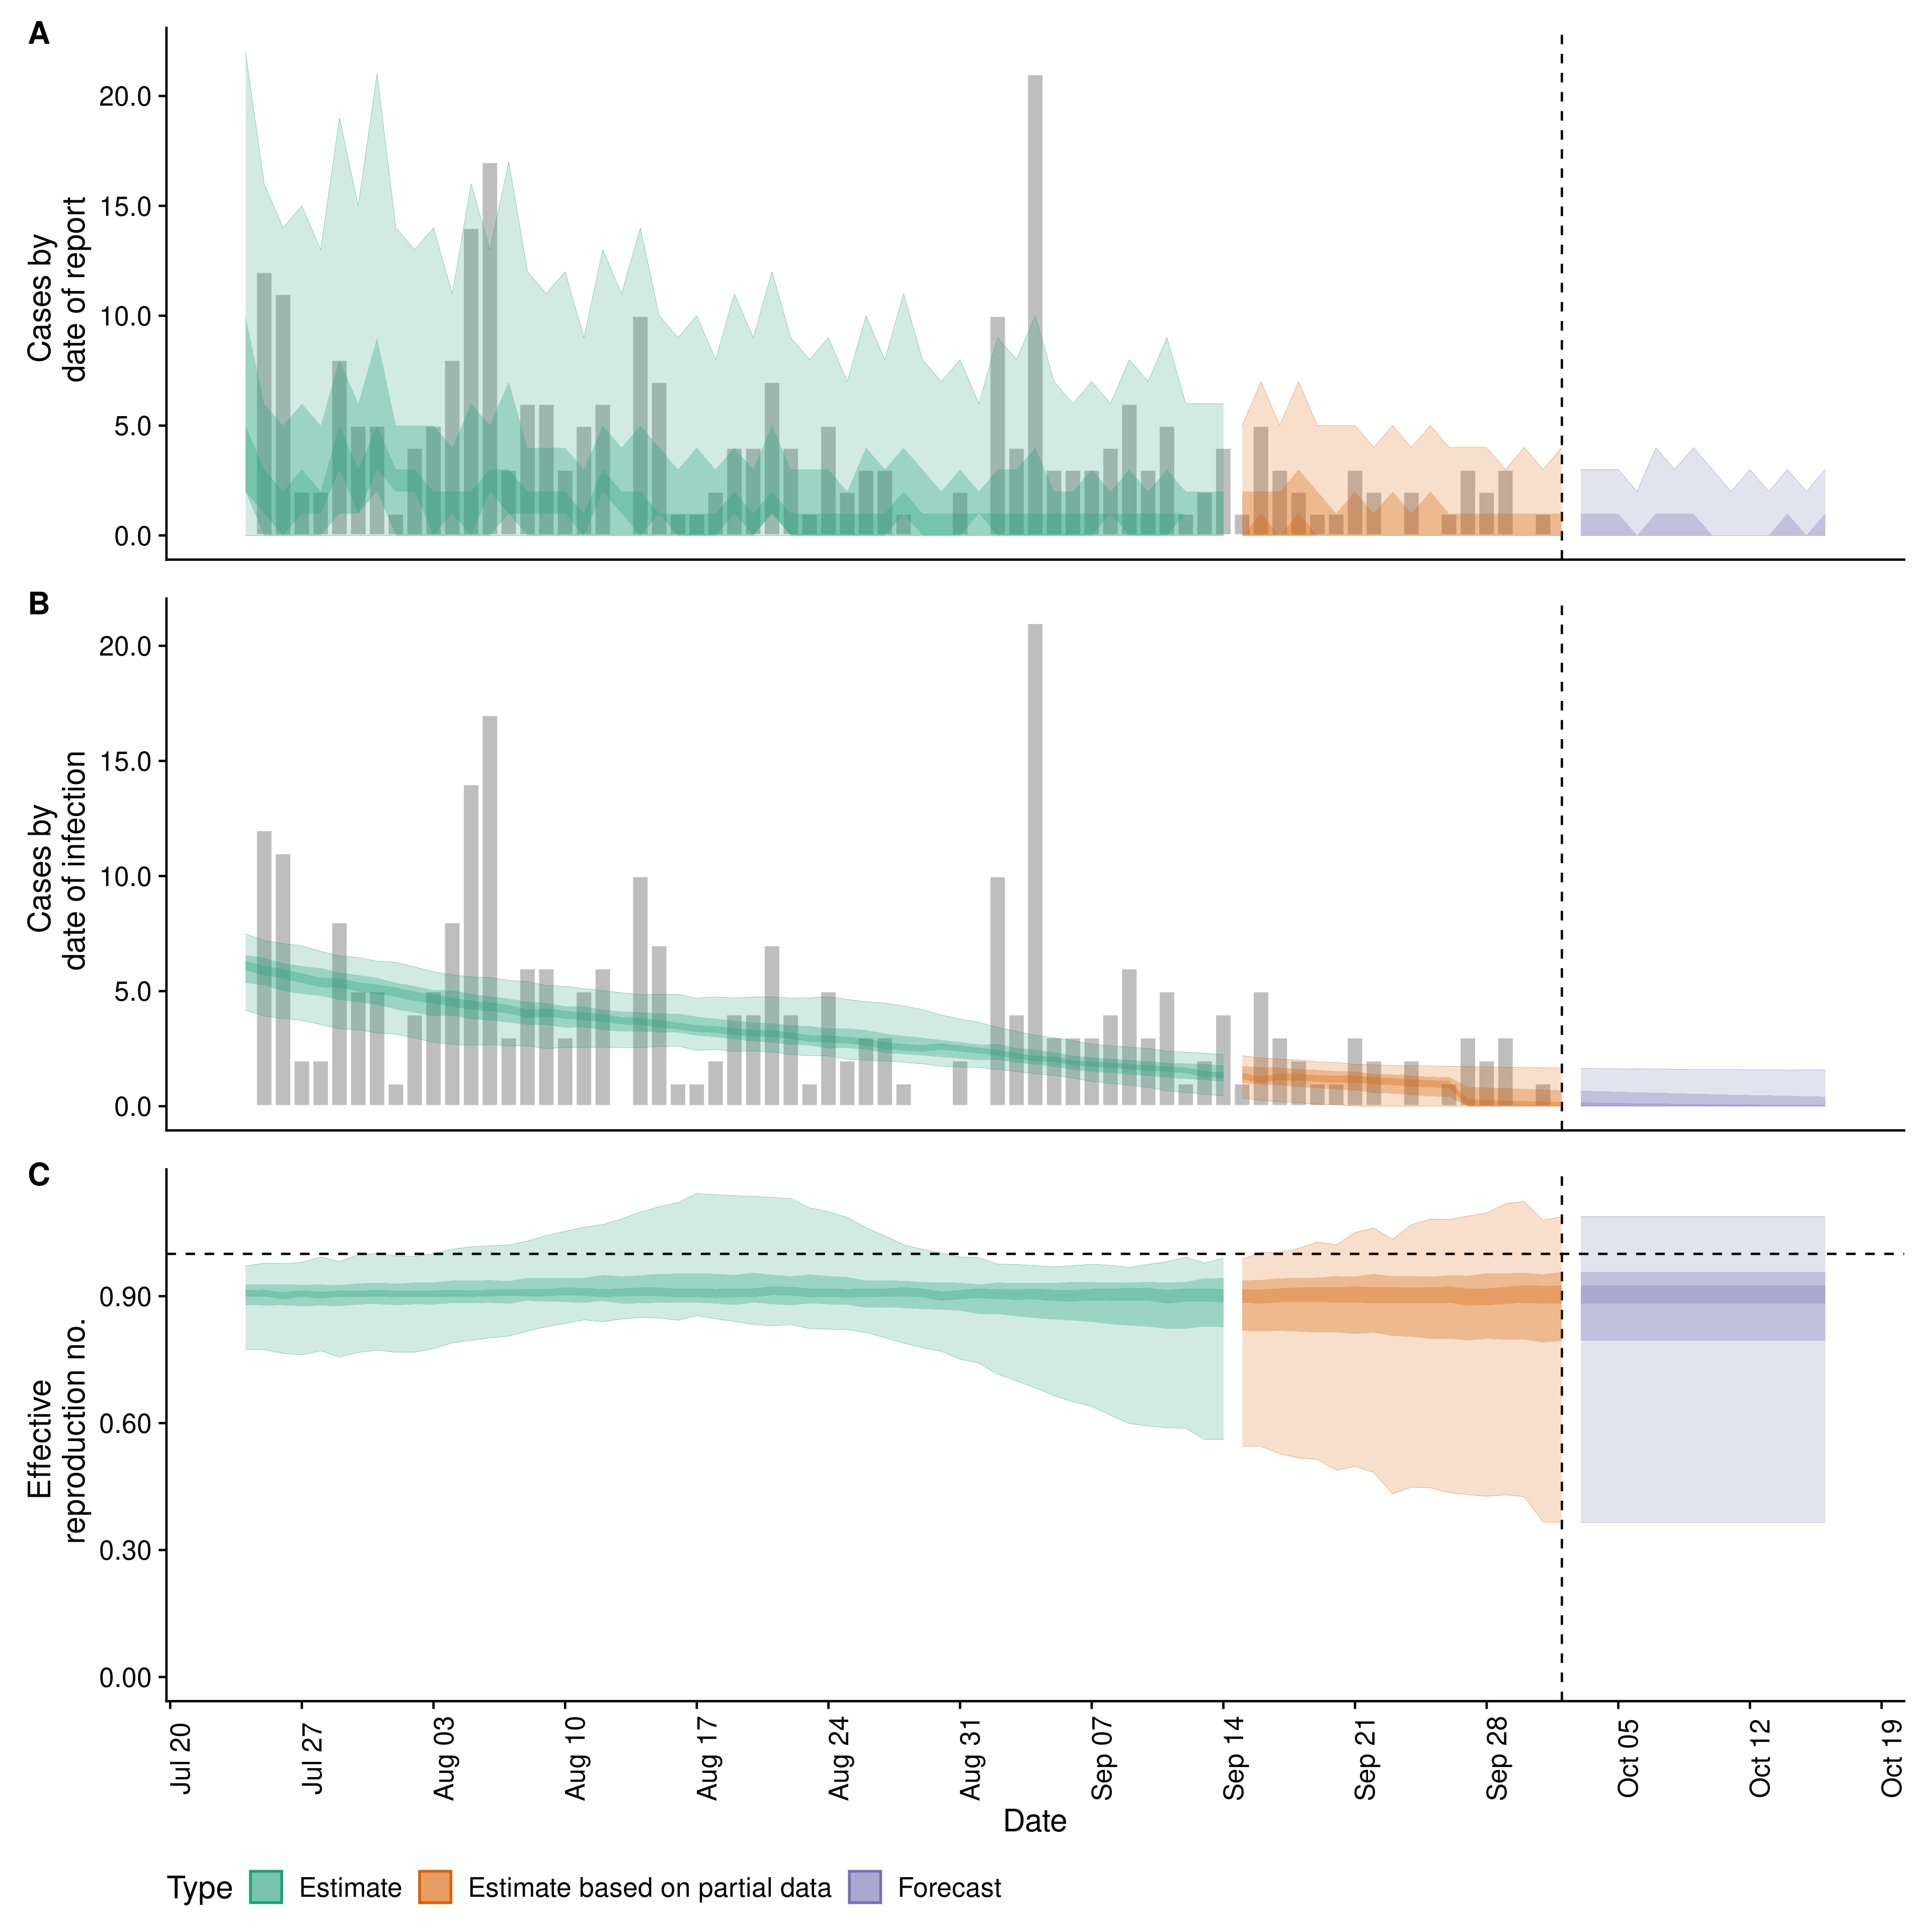 A
Cases by
date of report
20.0
15.0
10.0
5.0
0.0
B
Cases by
date of infection
20.0
15.0
10.0
5.0
0.0
C
Effective
reproduction no.
0.90
0.60
0.30
0.00
Jul 20
Jul 27
Aug 03
Aug 10
Aug 17
Aug 24
Aug 31
Sep 07
Sep 14
Sep 21
Sep 28
Oct 05
Oct 12
Oct 19
Date
Type Estimate Estimate based on partial data Forecast